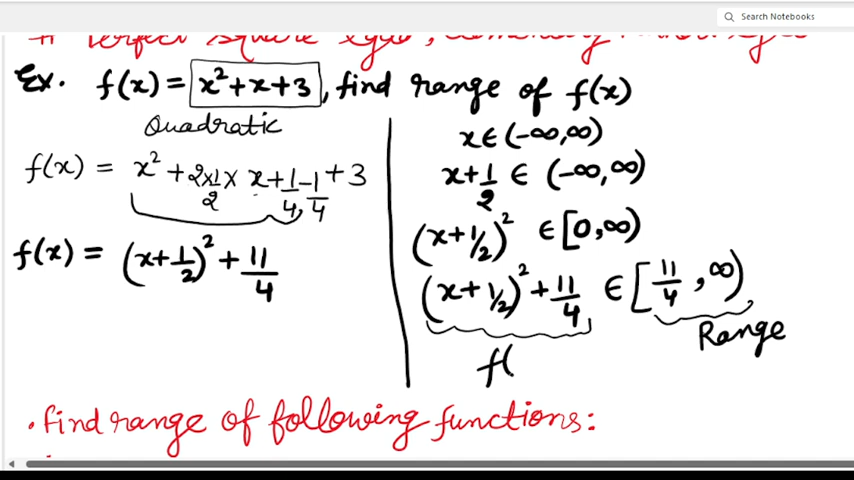 Search Notebooks
# Perfect square
Ex. f(x) = x²+x+3, find range of f(x)
Quadratic
f(x) = x² + 2×1/2 × x + 1/4 - 1/4 + 3
f(x) = (x+1/2)² + 11/4
x ∈ (-∞,∞)
x+1/2 ∈ (-∞,∞)
(x+1/2)² ∈ [0,∞)
(x+1/2)² + 11/4 ∈ [11/4, ∞)
Range
f(
. find range of following functions: